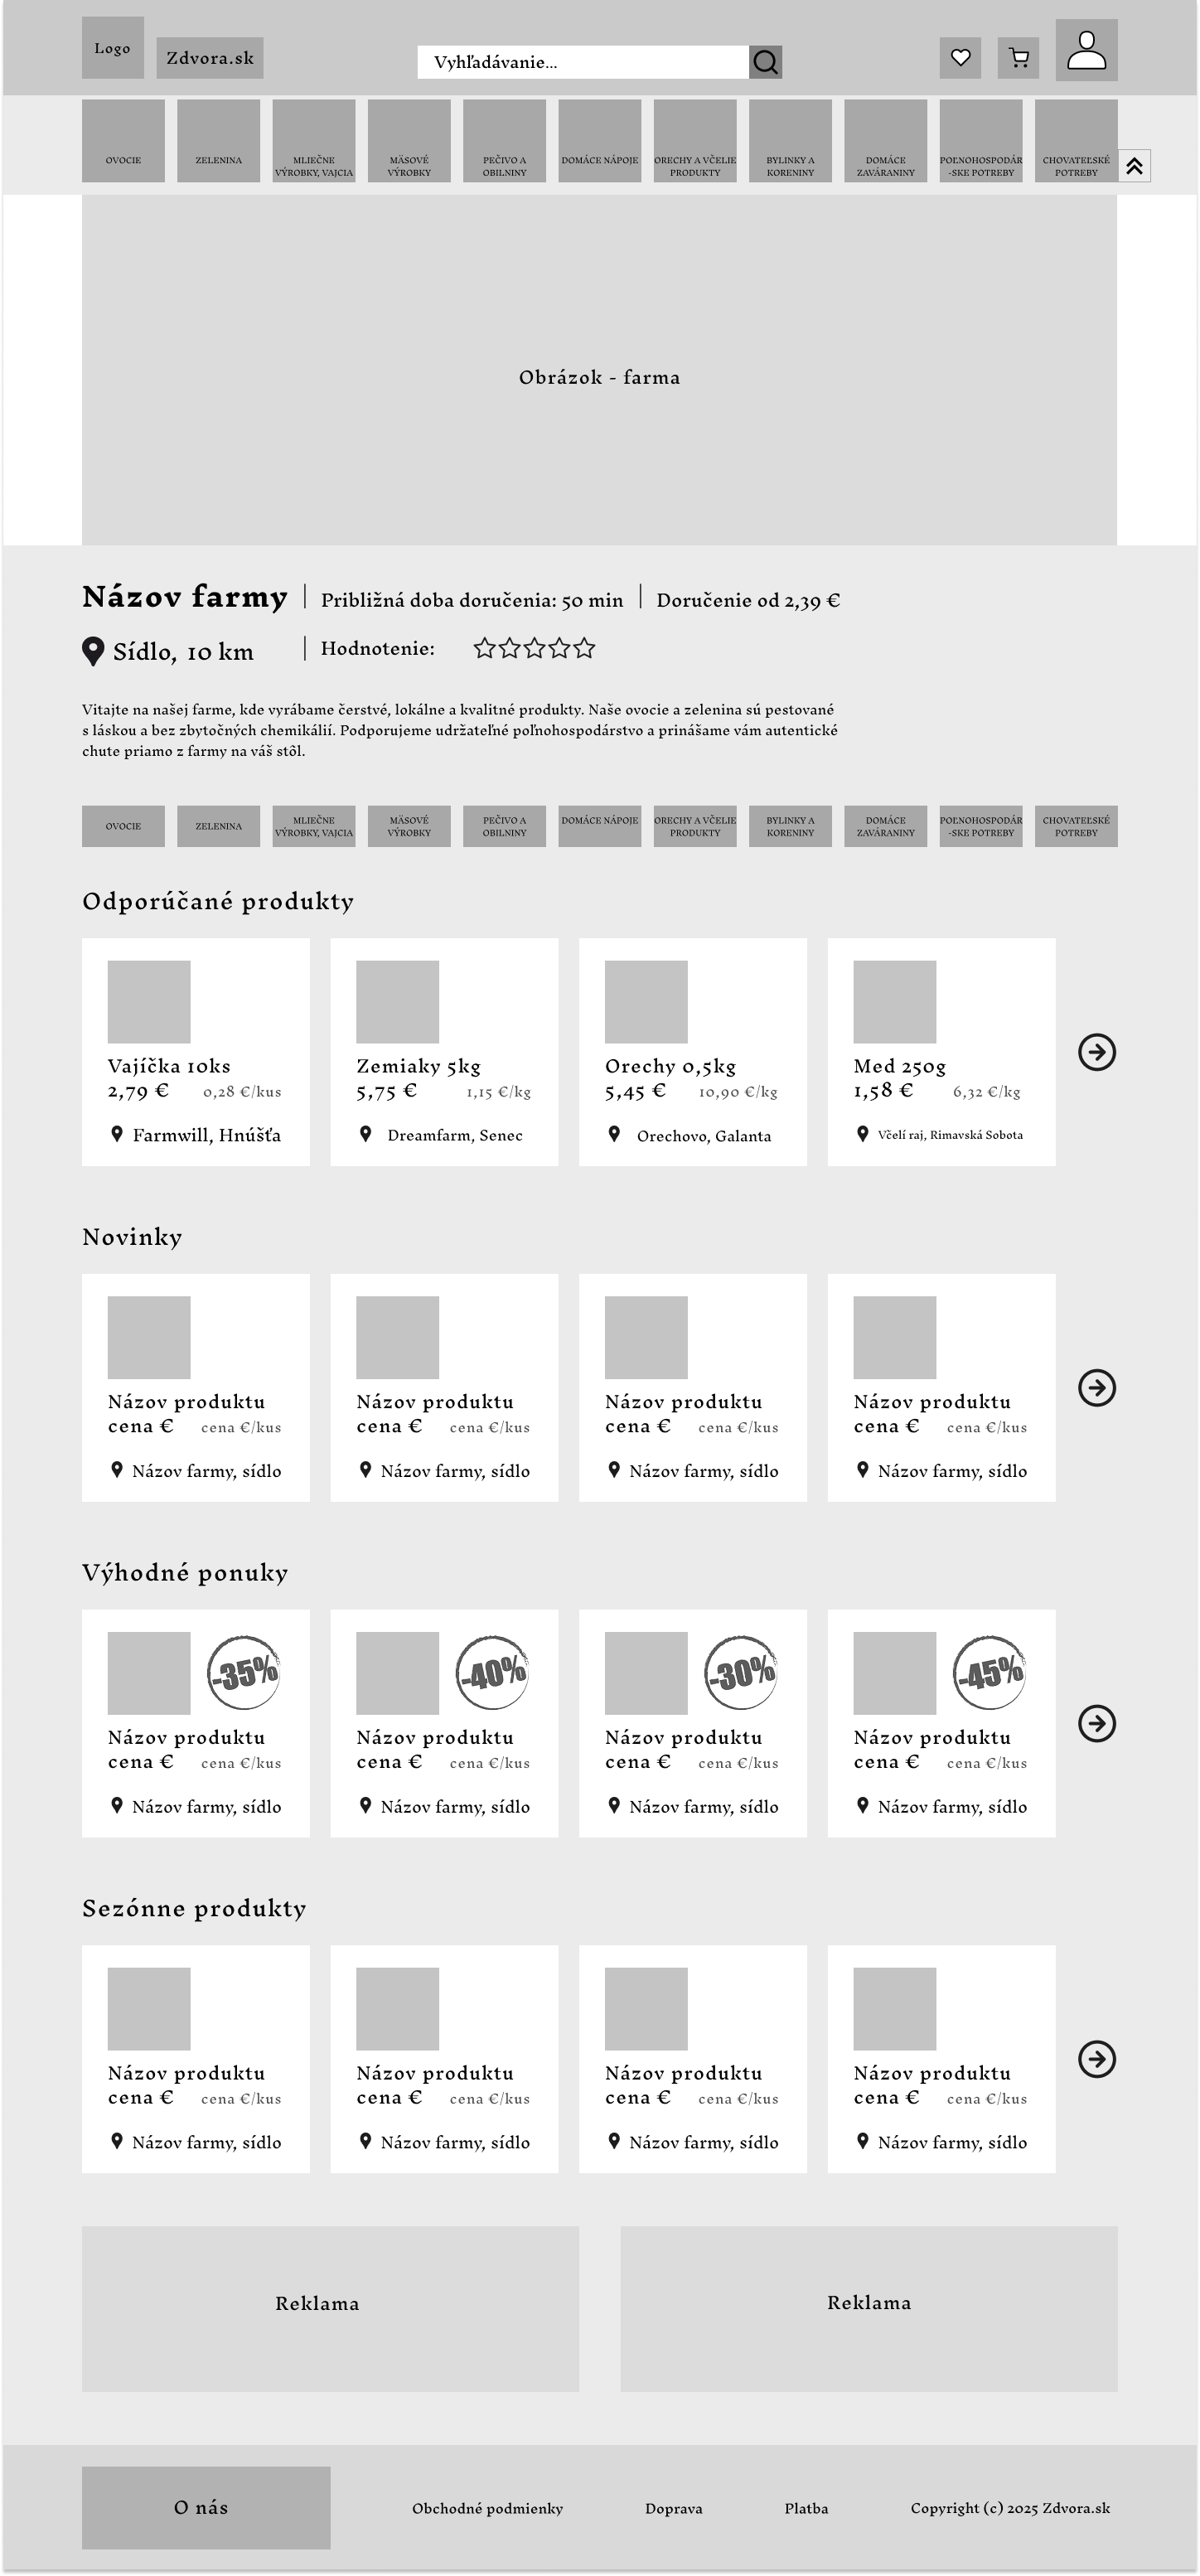 Logo
Zdvora.sk
Vyhľadávanie...
OVOCIE
ZELENINA
MLIEČNE
VÝROBKY, VAJCIA
MÄSOVÉ
VÝROBKY
PEČIVO A
OBILNINY
DOMÁCE NÁPOJE
ORECHY A VČELIE
PRODUKTY
BYLINKY A
KORENINY
DOMÁCE
ZAVÁRANINY
POĽNOHOSPODÁR
-SKE POTREBY
CHOVATEĽSKÉ
POTREBY
Obrázok - farma
Názov farmy
Približná doba doručenia: 50 min
Doručenie od 2,39 €
Sídlo, 10 km
Hodnotenie:
Vitajte na našej farme, kde vyrábame čerstvé, lokálne a kvalitné produkty. Naše ovocie a zelenina sú pestované
s láskou a bez zbytočných chemikálií. Podporujeme udržateľné poľnohospodárstvo a prinášame vám autentické
chute priamo z farmy na váš stôl.
OVOCIE
ZELENINA
MLIEČNE
VÝROBKY, VAJCIA
MÄSOVÉ
VÝROBKY
PEČIVO A
OBILNINY
DOMÁCE NÁPOJE
ORECHY A VČELIE
PRODUKTY
BYLINKY A
KORENINY
DOMÁCE
ZAVÁRANINY
POĽNOHOSPODÁR
-SKE POTREBY
CHOVATEĽSKÉ
POTREBY
Odporúčané produkty
Vajíčka 10ks
2,79 € 0,28 €/kus
Farmwill, Hnúšťa
Zemiaky 5kg
5,75 € 1,15 €/kg
Dreamfarm, Senec
Orechy 0,5kg
5,45 € 10,90 €/kg
Orechovo, Galanta
Med 250g
1,58 € 6,32 €/kg
Včelí raj, Rimavská Sobota
Novinky
Názov produktu
cena € cena €/kus
Názov farmy, sídlo
Názov produktu
cena € cena €/kus
Názov farmy, sídlo
Názov produktu
cena € cena €/kus
Názov farmy, sídlo
Názov produktu
cena € cena €/kus
Názov farmy, sídlo
Výhodné ponuky
-35%
Názov produktu
cena € cena €/kus
Názov farmy, sídlo
-40%
Názov produktu
cena € cena €/kus
Názov farmy, sídlo
-30%
Názov produktu
cena € cena €/kus
Názov farmy, sídlo
-45%
Názov produktu
cena € cena €/kus
Názov farmy, sídlo
Sezónne produkty
Názov produktu
cena € cena €/kus
Názov farmy, sídlo
Názov produktu
cena € cena €/kus
Názov farmy, sídlo
Názov produktu
cena € cena €/kus
Názov farmy, sídlo
Názov produktu
cena € cena €/kus
Názov farmy, sídlo
Reklama
Reklama
O nás
Obchodné podmienky
Doprava
Platba
Copyright (c) 2025 Zdvora.sk